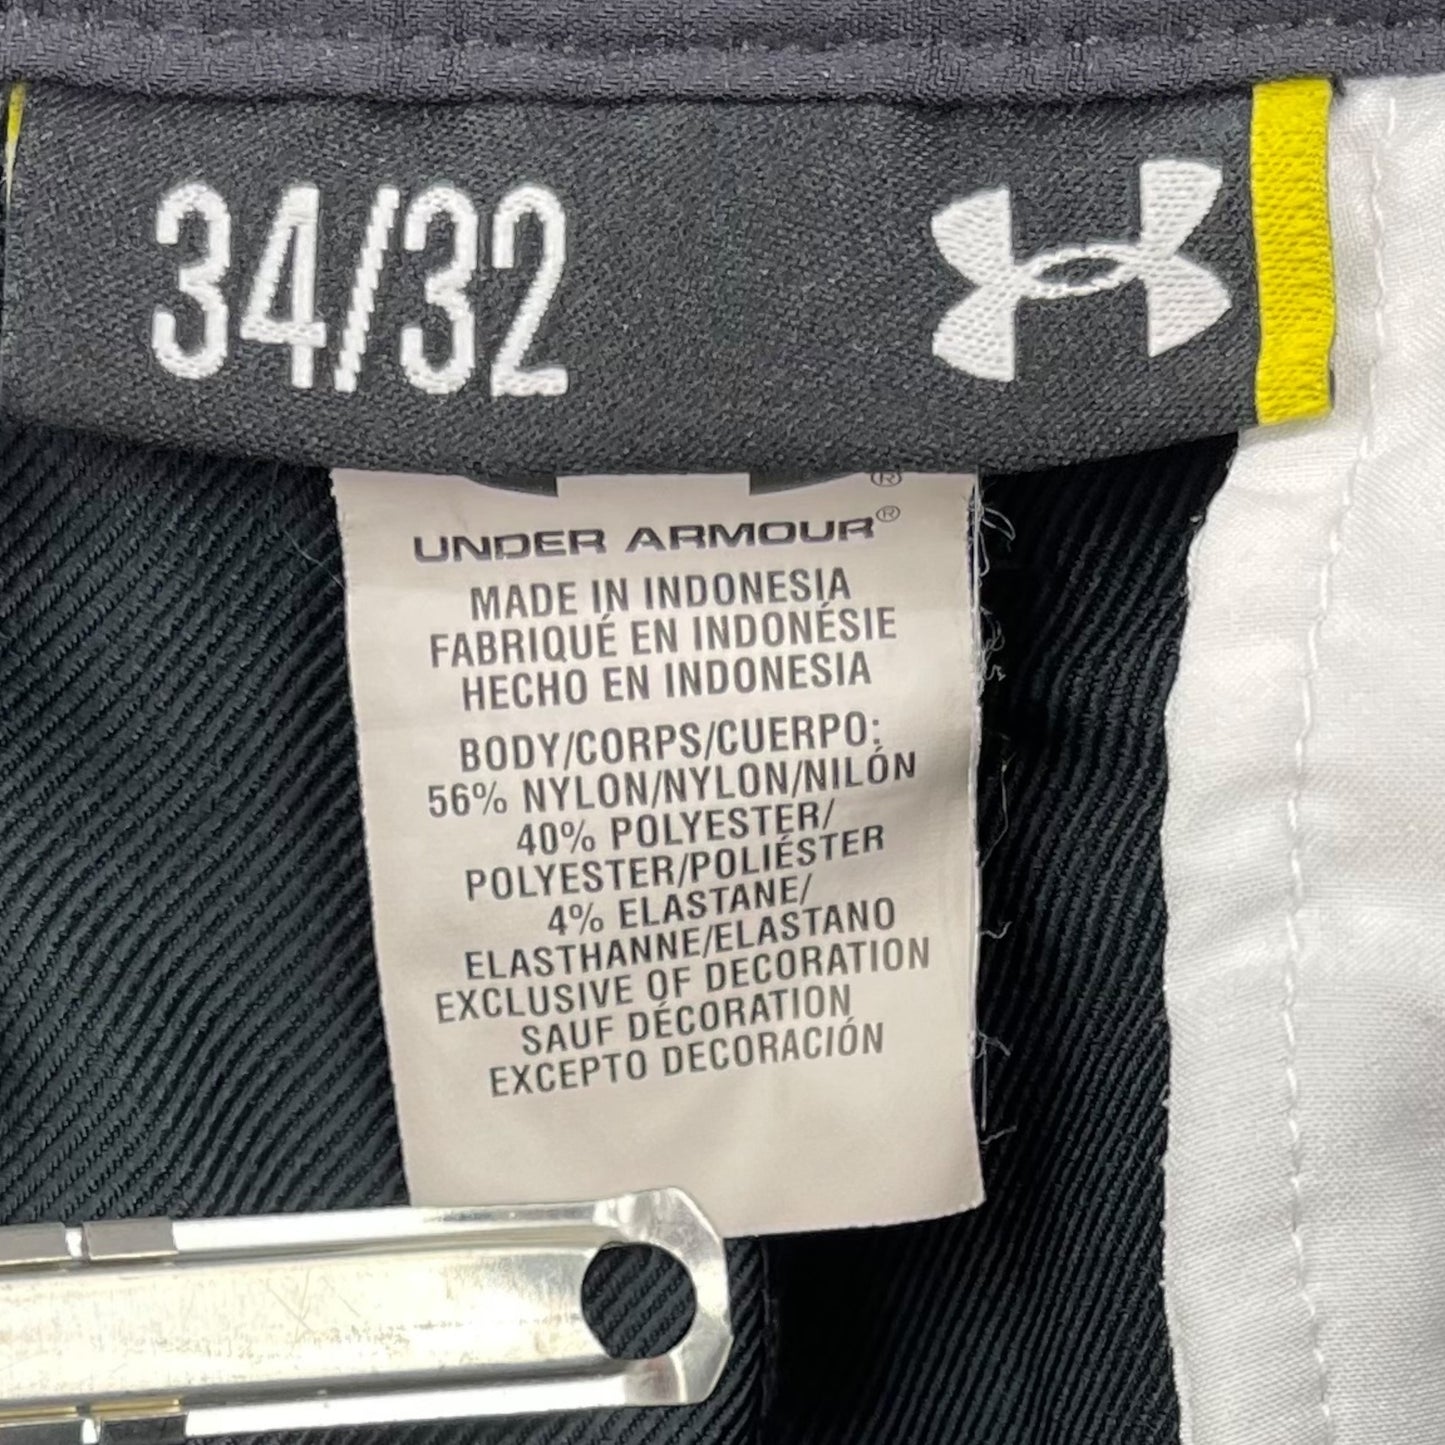 34/32
®
UNDER ARMOUR®
MADE IN INDONESIA
FABRIQUÉ EN INDONÉSIE
HECHO EN INDONESIA
BODY/CORPS/CUERPO:
56% NYLON/NYLON/NILÓN
40% POLYESTER/
POLYESTER/POLIÉSTER
4% ELASTANE/
ELASTHANNE/ELASTANO
EXCLUSIVE OF DECORATION
SAUF DÉCORATION
EXCEPTO DECORACIÓN